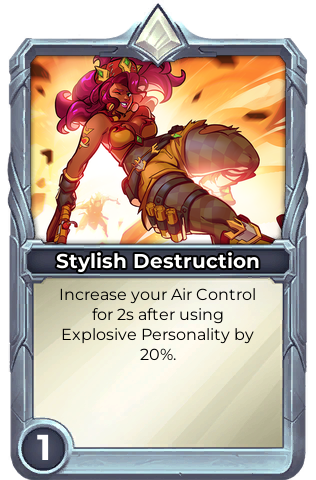 Stylish Destruction
Increase your Air Control
for 2s after using
Explosive Personality by
20%.
1